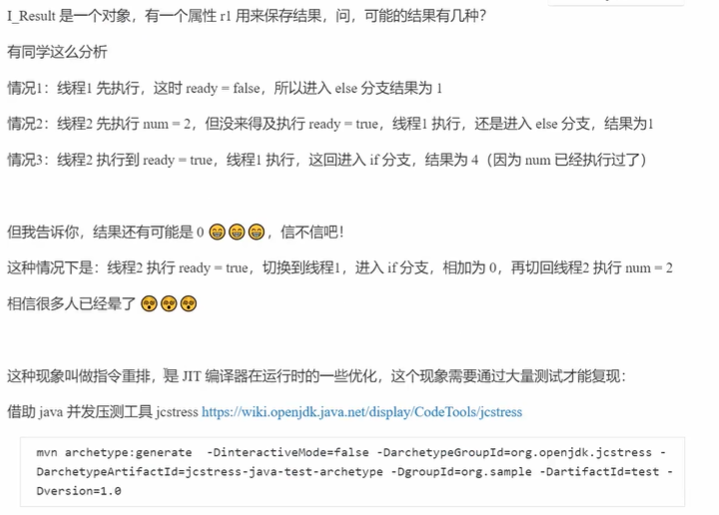 I_Result 是一个对象，有一个属性 r1 用来保存结果，问，可能的结果有几种？
有同学这么分析
情况1：线程1 先执行，这时 ready = false，所以进入 else 分支结果为 1
情况2：线程2 先执行 num = 2，但没来得及执行 ready = true，线程1 执行，还是进入 else 分支，结果为1
情况3：线程2 执行到 ready = true，线程1 执行，这回进入 if 分支，结果为 4（因为 num 已经执行过了）
但我告诉你，结果还有可能是 0 😁😁😁，信不信吧！
这种情况下是：线程2 执行 ready = true，切换到线程1，进入 if 分支，相加为 0，再切回线程2 执行 num = 2
相信很多人已经晕了 😵😵😵
这种现象叫做指令重排，是 JIT 编译器在运行时的一些优化，这个现象需要通过大量测试才能复现：
借助 java 并发压测工具 jcstress https://wiki.openjdk.java.net/display/CodeTools/jcstress
mvn archetype:generate  -DinteractiveMode=false -DarchetypeGroupId=org.openjdk.jcstress -
DarchetypeArtifactId=jcstress-java-test-archetype -DgroupId=org.sample -DartifactId=test -
Dversion=1.0